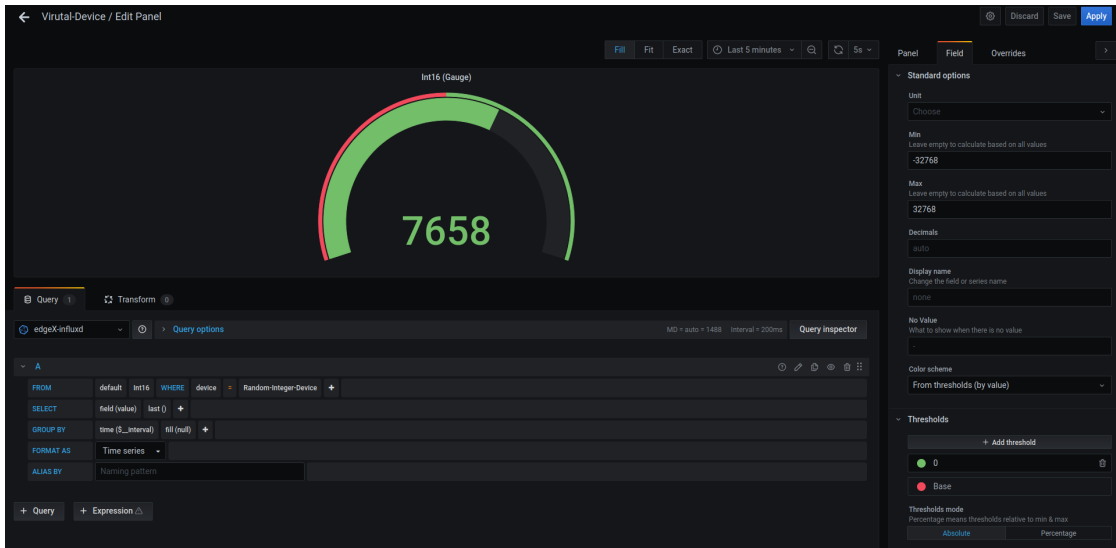 Virutal-Device / Edit Panel
Discard Save Apply
Fill Fit Exact Last 5 minutes 5s
Panel Field Overrides
Int16 (Gauge)
7658
Standard options
Unit
Choose
Min
Leave empty to calculate based on all values
-32768
Max
Leave empty to calculate based on all values
32768
Decimals
auto
Display name
Change the field or series name
none
No Value
What to show when there is no value
-
Color scheme
From thresholds (by value)
Thresholds
+ Add threshold
0
Base
Thresholds mode
Percentage means thresholds relative to min & max
Absolute Percentage
Query 1 Transform 0
edgeX-influxd Query options MD = auto = 1488 Interval = 200ms Query inspector
A
FROM default Int16 WHERE device = Random-Integer-Device +
SELECT field (value) last () +
GROUP BY time ($__interval) fill (null) +
FORMAT AS Time series
ALIAS BY Naming pattern
+ Query + Expression